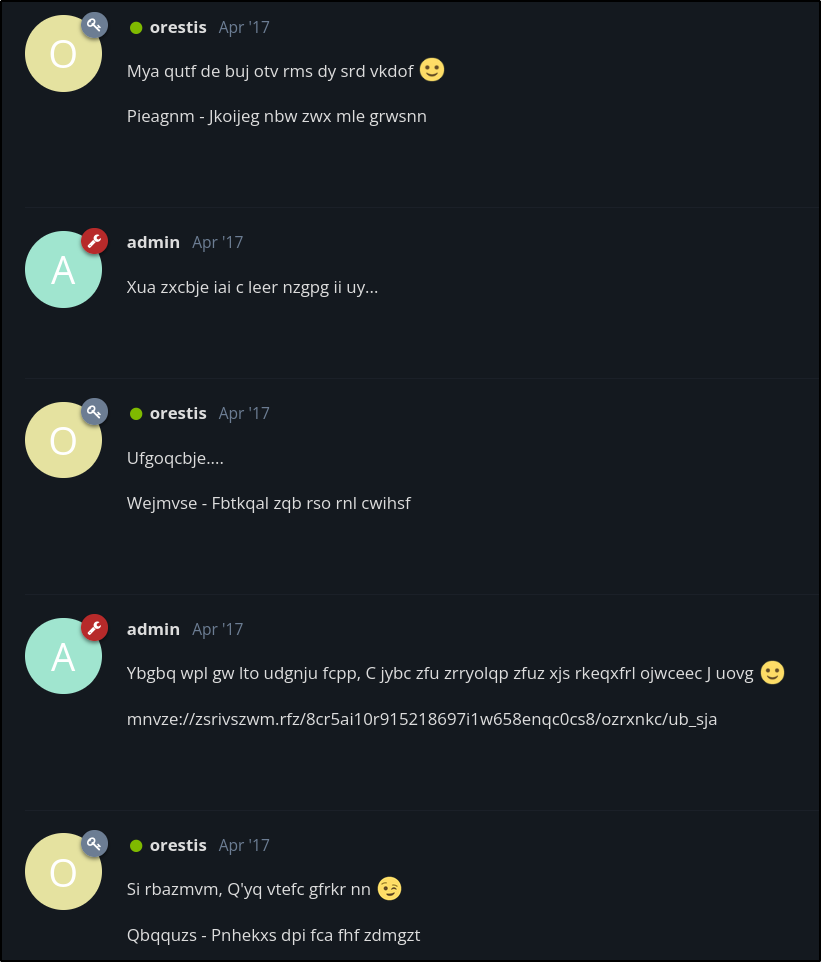 O
orestis Apr '17
Mya qutf de buj otv rms dy srd vkdof 🙂
Pieagnm - Jkoijeg nbw zwx mle grwsnn
A
admin Apr '17
Xua zxcbje iai c leer nzgpg ii uy...
O
orestis Apr '17
Ufgoqcbje....
Wejmvse - Fbtkqal zqb rso rnl cwihsf
A
admin Apr '17
Ybgbq wpl gw lto udgnju fcpp, C jybc zfu zrryolqp zfuz xjs rkeqxfrl ojwceec J uovg 🙂
mnvze://zsrivszwm.rfz/8cr5ai10r915218697i1w658enqc0cs8/ozrxnkc/ub_sja
O
orestis Apr '17
Si rbazmvm, Q'yq vtefc gfrkr nn 😉
Qbqquzs - Pnhekxs dpi fca fhf zdmgzt